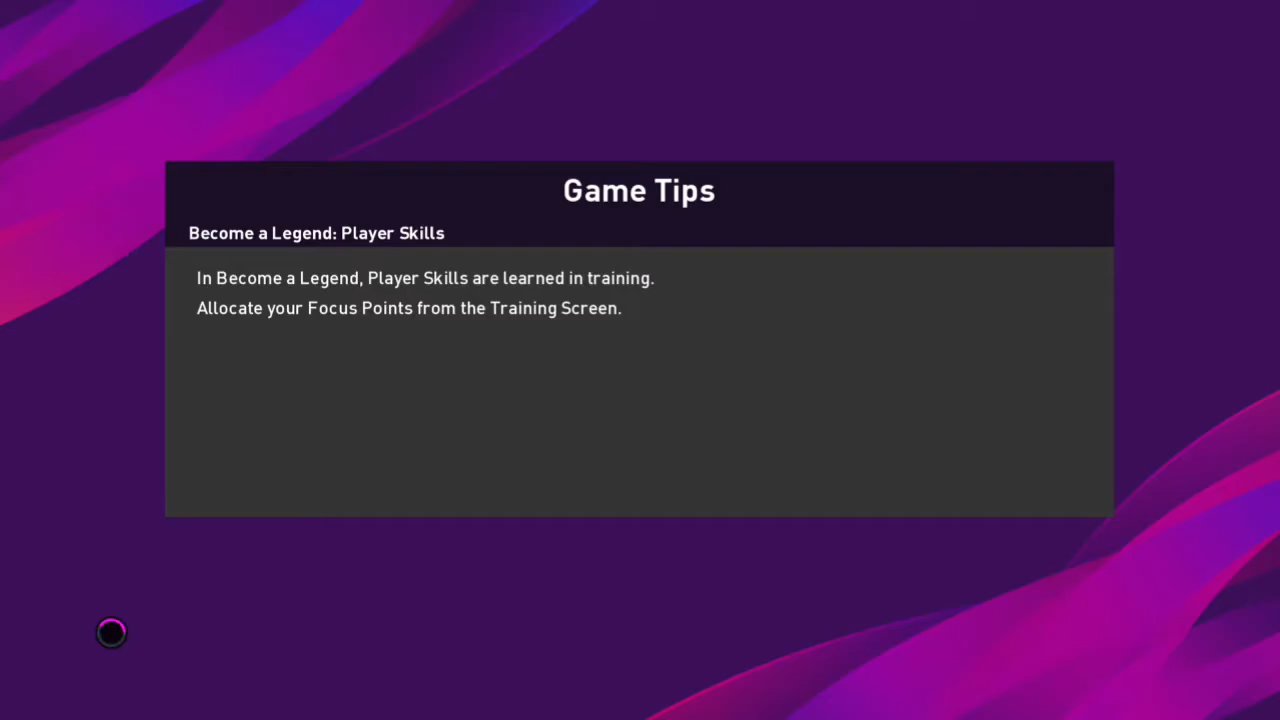 Game Tips
Become a Legend: Player Skills
In Become a Legend, Player Skills are learned in training.
Allocate your Focus Points from the Training Screen.